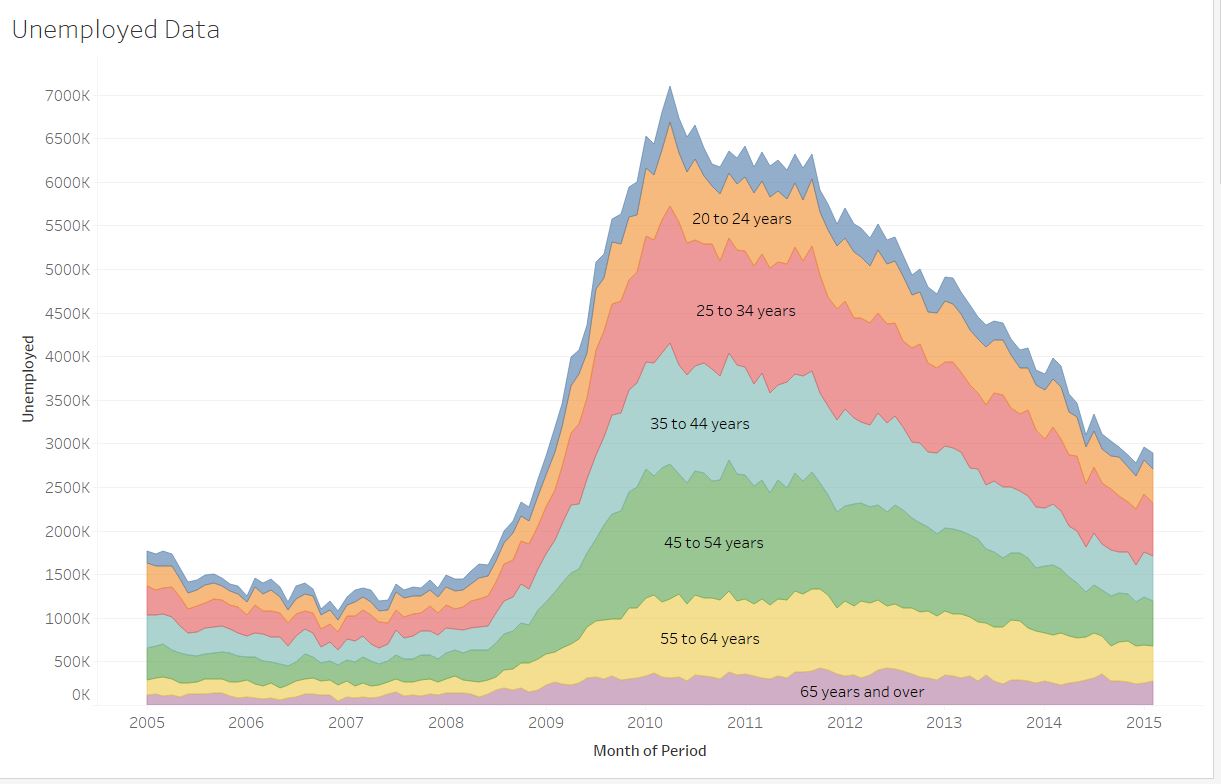 Unemployed Data
7000K
6500K
6000K
5500K
5000K
4500K
4000K
3500K
3000K
2500K
2000K
1500K
1000K
500K
0K
Unemployed
20 to 24 years
25 to 34 years
35 to 44 years
45 to 54 years
55 to 64 years
65 years and over
2005 2006 2007 2008 2009 2010 2011 2012 2013 2014 2015
Month of Period